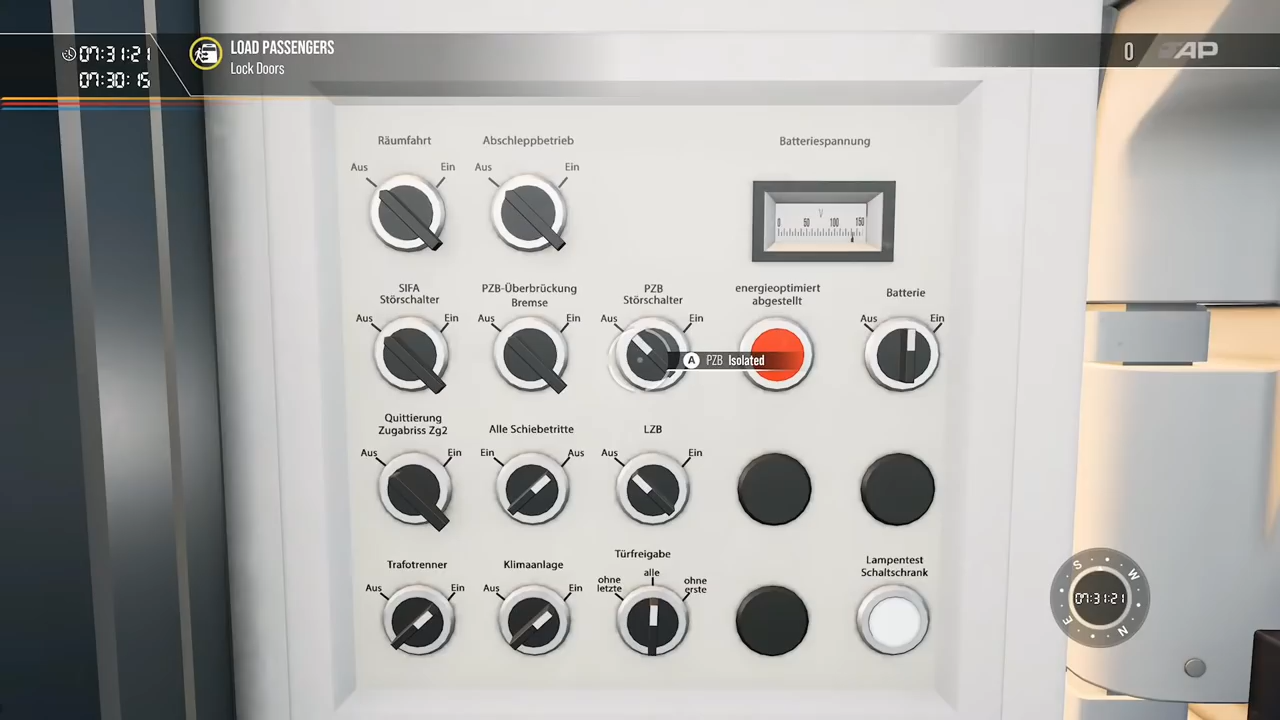 07:31:21
07:30:15
LOAD PASSENGERS
Lock Doors
0 AP
Räumfahrt
Aus Ein
Abschleppbetrieb
Aus Ein
Batteriespannung
V
0 50 100 150
SIFA
Störschalter
Aus Ein
PZB-Überbrückung
Bremse
Aus Ein
PZB
Störschalter
Aus Ein
energieoptimiert
abgestellt
Batterie
Aus Ein
A PZB Isolated
Quittierung
Zugabriss Zg2
Aus Ein
Alle Schiebetritte
Ein Aus
LZB
Aus Ein
Trafotrenner
Aus Ein
Klimaanlage
Aus Ein
Türfreigabe
alle
ohne
letzte
ohne
erste
Lampentest
Schaltschrank
S W
07:31:21
E N